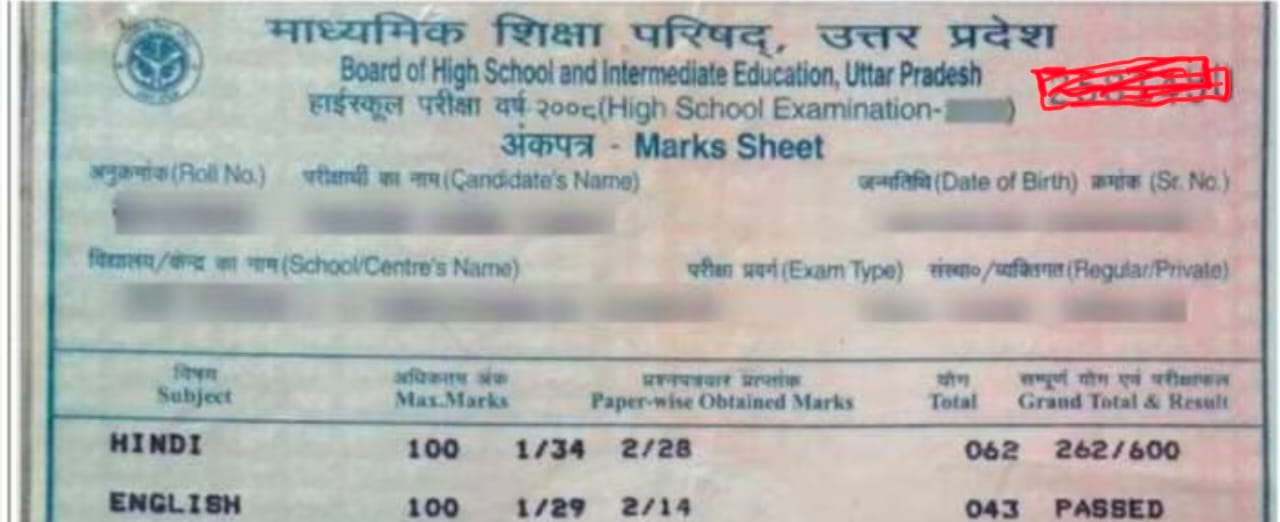 माध्यमिक शिक्षा परिषद्, उत्तर प्रदेश
Board of High School and Intermediate Education, Uttar Pradesh
हाईस्कूल परीक्षा वर्ष २००८(High School Examination- )
अंकपत्र - Marks Sheet
अनुक्रमांक(Roll No.) परीक्षार्थी का नाम(Candidate's Name) जन्मतिथि(Date of Birth) क्रमांक (Sr. No.)
विद्यालय/केन्द्र का नाम(School/Centre's Name) परीक्षा प्रवर्ग(Exam Type) संस्था०/व्यक्तिगत(Regular/Private)
विषय अधिकतम अंक प्रश्नपत्रवार प्राप्तांक योग सम्पूर्ण योग एवं परीक्षाफल
Subject Max.Marks Paper-wise Obtained Marks Total Grand Total & Result
HINDI 100 1/34 2/28 062 262/600
ENGLISH 100 1/29 2/14 043 PASSED